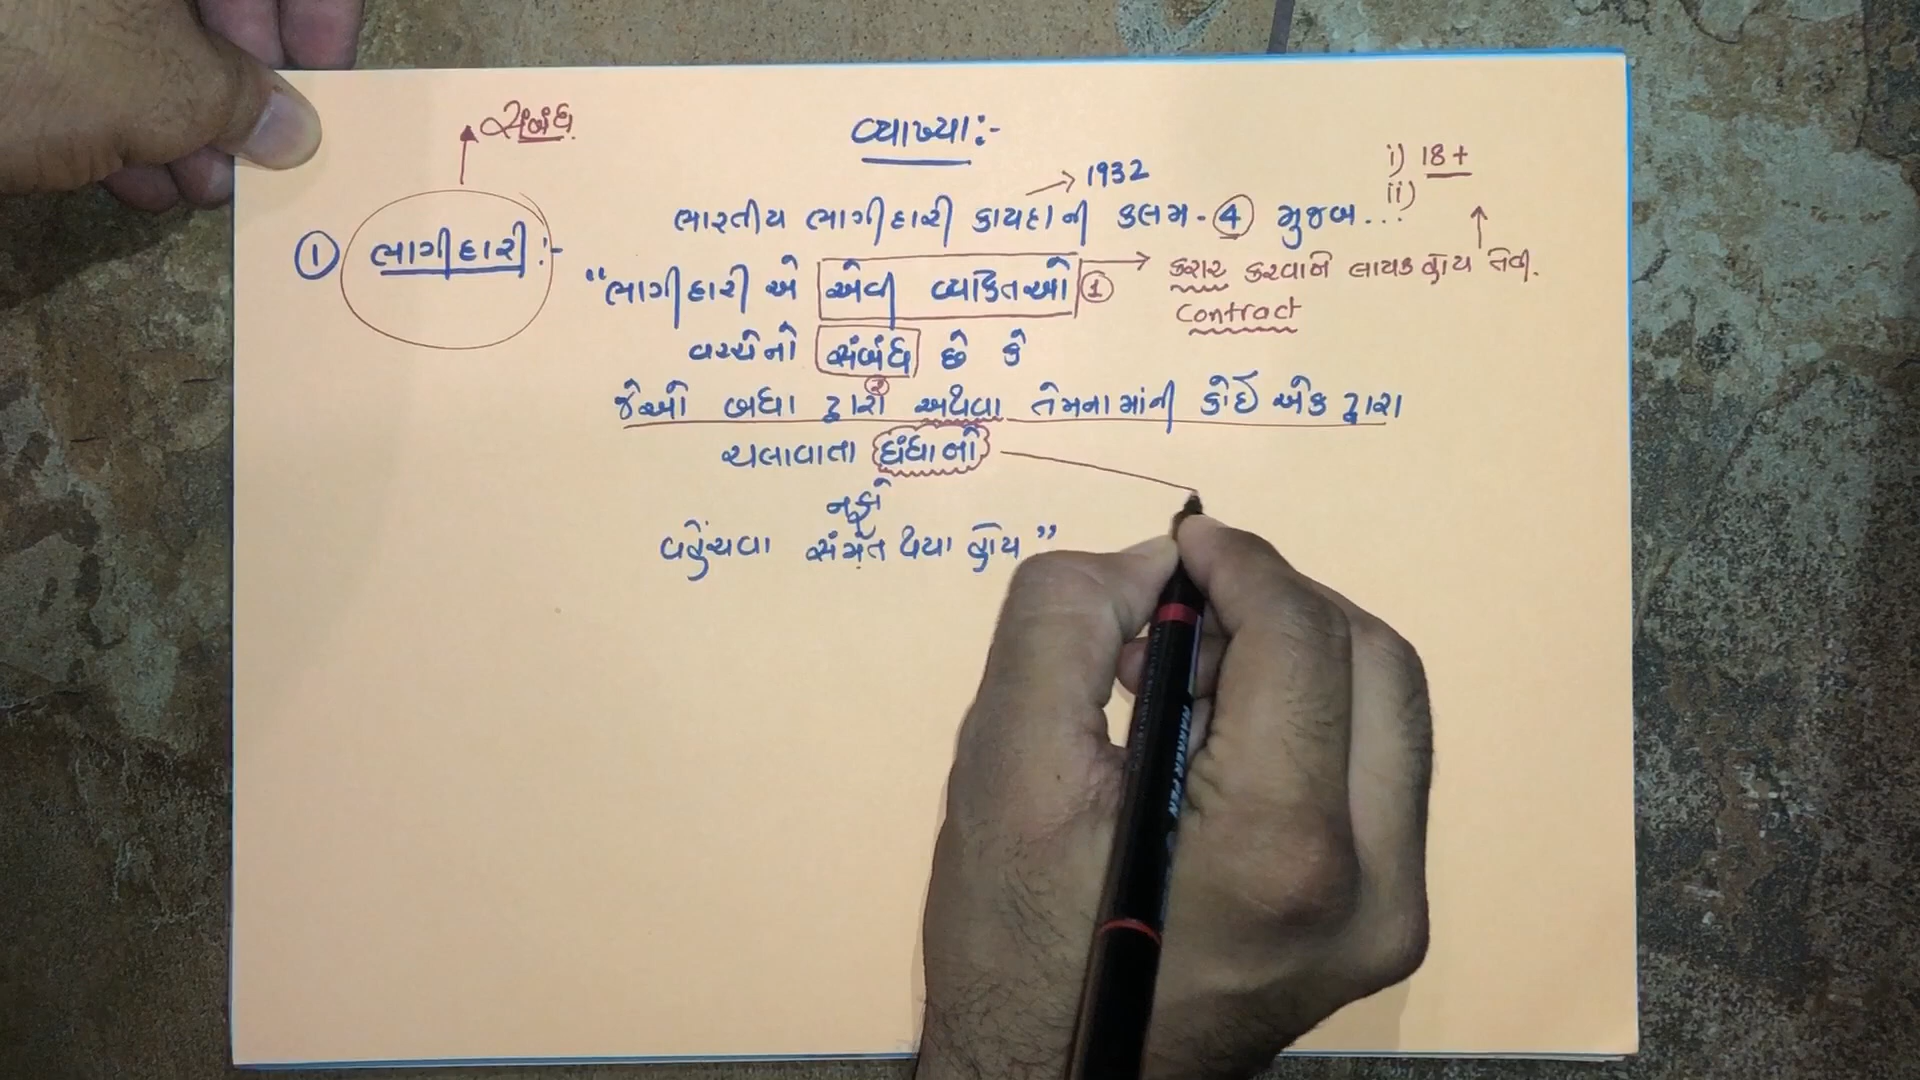 સંબંધ.
વ્યાખ્યા:-
→ 1932
i) 18+
ii)
ભારતીય ભાગીદારી કાયદાની કલમ-4 મુજબ...
① ભાગીદારી:-
"ભાગીદારી એ એવી વ્યક્તિઓ ① → કરાર કરવાને લાયક હોય તેવી.
Contract
વચ્ચેનો સંબંધ છે કે
જેઓ બધા દ્વારા અથવા તેમનામાંની કોઈ એક દ્વારા
ચલાવાતા ધંધાનો
નફો
વહેંચવા સંમત થયા હોય"